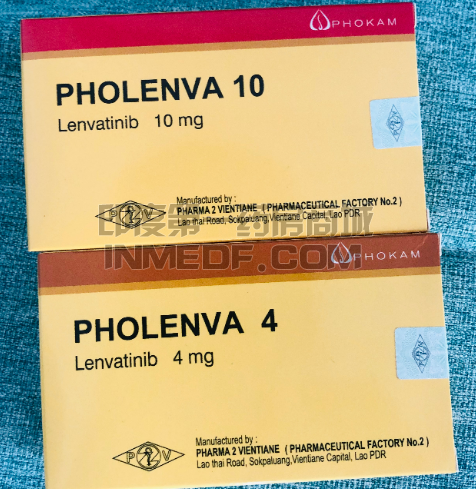 PHOKAM
PHOLENVA 10
Lenvatinib 10 mg
Manufactured by :
PHARMA 2 VIENTIANE ( PHARMACEUTICAL FACTORY No.2 )
Lao thai Road, Sokpaluang,Vientiane Capital, Lao PDR
P 2 V
印度第一药房商城
INMEDF.COM
PHOKAM
PHOLENVA 4
Lenvatinib 4 mg
Manufactured by :
PHARMA 2 VIENTIANE ( PHARMACEUTICAL FACTORY No.2 )
Lao thai Road, Sokpaluang,Vientiane Capital, Lao PDR
P 2 V